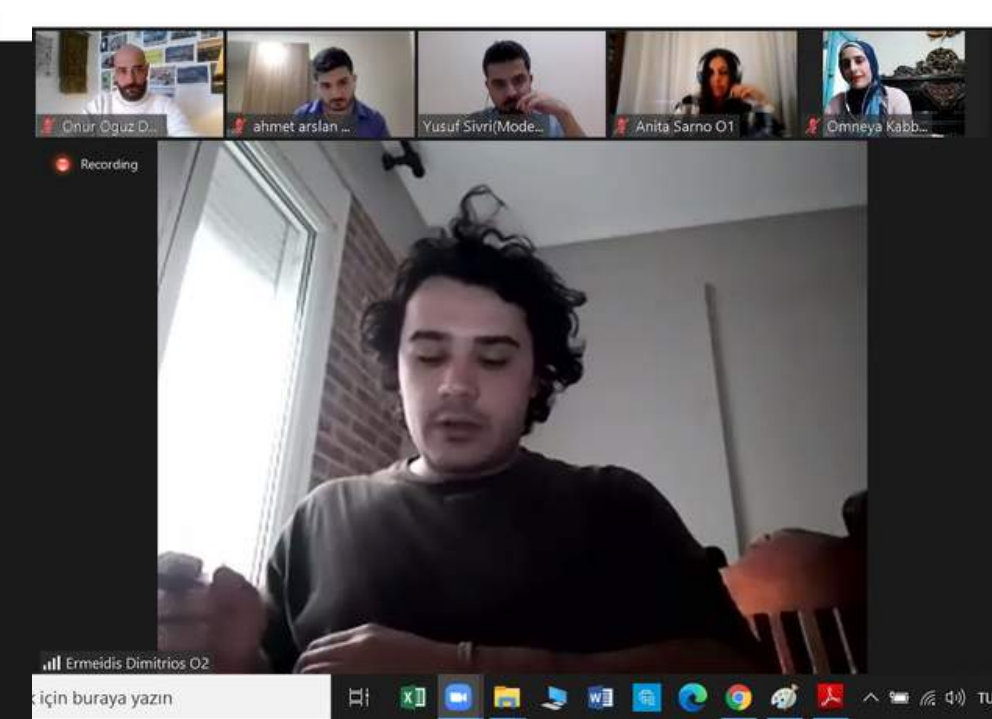 Onur Oguz D...
ahmet arslan ...
Yusuf Sivri(Mode...
Anita Sarno O1
Omneya Kabb...
Recording
Ermeidis Dimitrios O2
için buraya yazın
TU